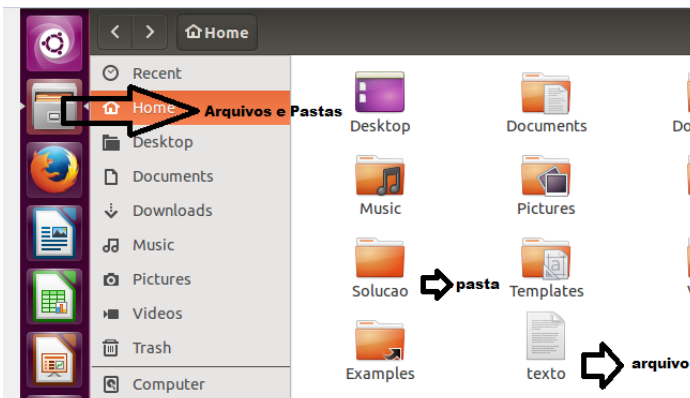 Home
Recent
Home
Arquivos e Pastas
Desktop
Documents
Downloads
Music
Pictures
Videos
Trash
Computer
Desktop
Documents
Do
Music
Pictures
Solucao
pasta
Templates
Examples
texto
arquivo